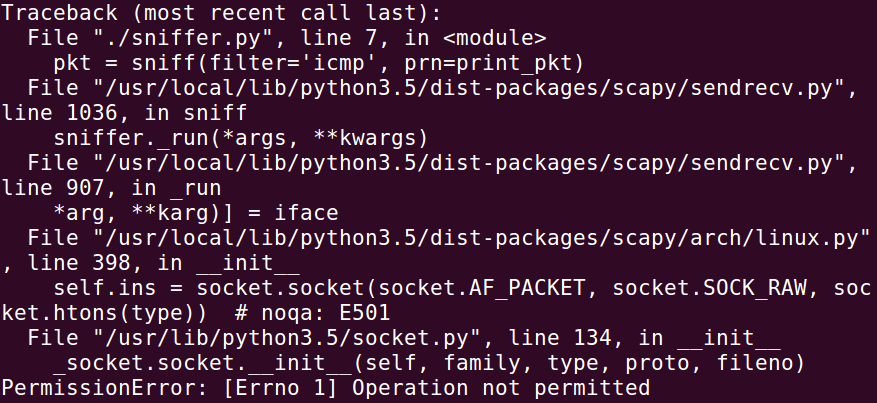 Traceback (most recent call last):
  File "./sniffer.py", line 7, in <module>
    pkt = sniff(filter='icmp', prn=print_pkt)
  File "/usr/local/lib/python3.5/dist-packages/scapy/sendrecv.py",
line 1036, in sniff
    sniffer._run(*args, **kwargs)
  File "/usr/local/lib/python3.5/dist-packages/scapy/sendrecv.py",
line 907, in _run
    *arg, **karg)] = iface
  File "/usr/local/lib/python3.5/dist-packages/scapy/arch/linux.py"
, line 398, in __init__
    self.ins = socket.socket(socket.AF_PACKET, socket.SOCK_RAW, soc
ket.htons(type))  # noqa: E501
  File "/usr/lib/python3.5/socket.py", line 134, in __init__
    _socket.socket.__init__(self, family, type, proto, fileno)
PermissionError: [Errno 1] Operation not permitted